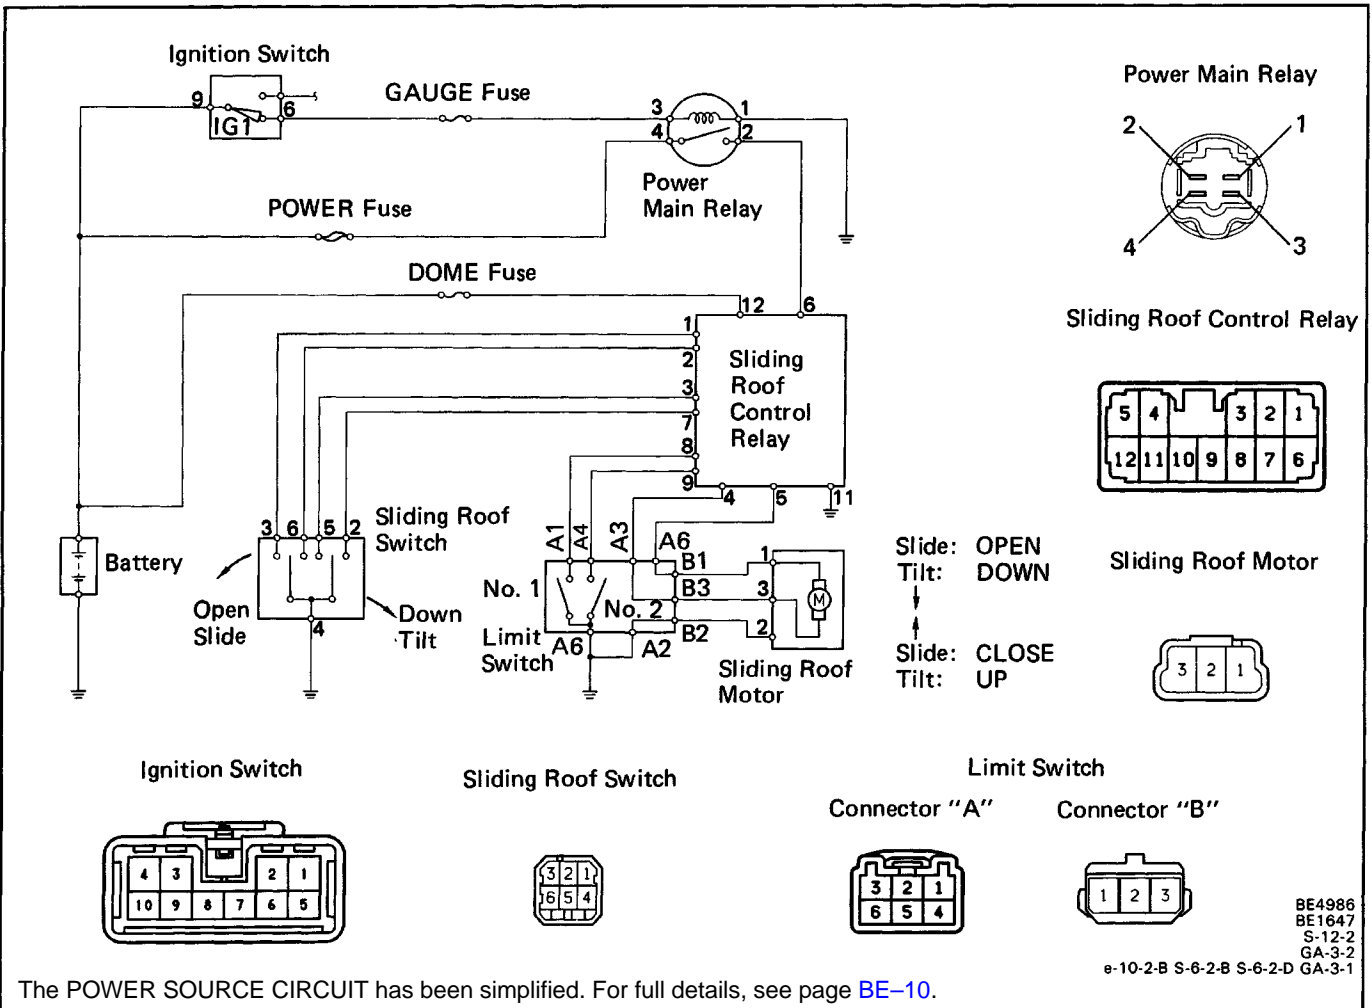 Ignition Switch
9
IG1
6
GAUGE Fuse
3
4
1
2
Power
Main Relay
POWER Fuse
DOME Fuse
12
6
1
2
3
7
8
9
4
5
11
Sliding
Roof
Control
Relay
Battery
3 6 5 2
4
Sliding Roof
Switch
Open
Slide
Down
Tilt
A1
A4
A3
A6
B1
B3
B2
No. 1
No. 2
Limit
Switch
A6
A2
1
3
2
M
Sliding Roof
Motor
Slide: OPEN
Tilt: DOWN
Slide: CLOSE
Tilt: UP
Power Main Relay
2 1
4 3
Sliding Roof Control Relay
5 4 3 2 1
12 11 10 9 8 7 6
Sliding Roof Motor
3 2 1
Ignition Switch
4 3 2 1
10 9 8 7 6 5
Sliding Roof Switch
3 2 1
6 5 4
Limit Switch
Connector "A"
3 2 1
6 5 4
Connector "B"
1 2 3
BE4986
BE1647
S-12-2
GA-3-2
e-10-2-B S-6-2-B S-6-2-D GA-3-1
The POWER SOURCE CIRCUIT has been simplified. For full details, see page BE–10.